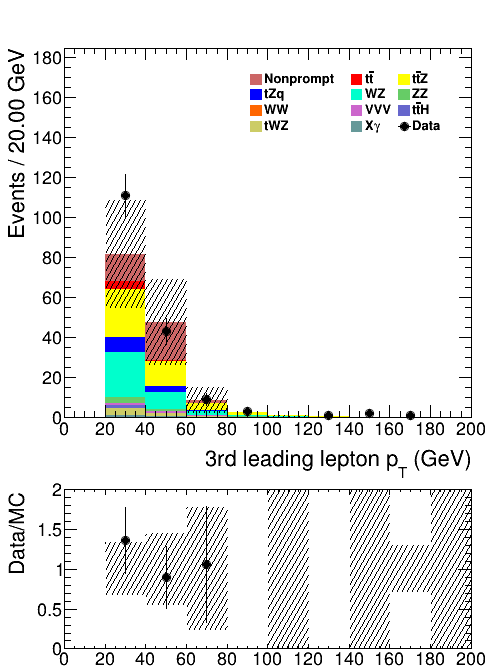 Events / 20.00 GeV
180
160
140
120
100
80
60
40
20
0
Nonprompt tt̄ tt̄Z
tZq WZ ZZ
WW VVV tt̄H
tWZ Xγ Data
0 20 40 60 80 100 120 140 160 180 200
3rd leading lepton p_T (GeV)
Data/MC
2
1.5
1
0.5
0
0 20 40 60 80 100 120 140 160 180 200